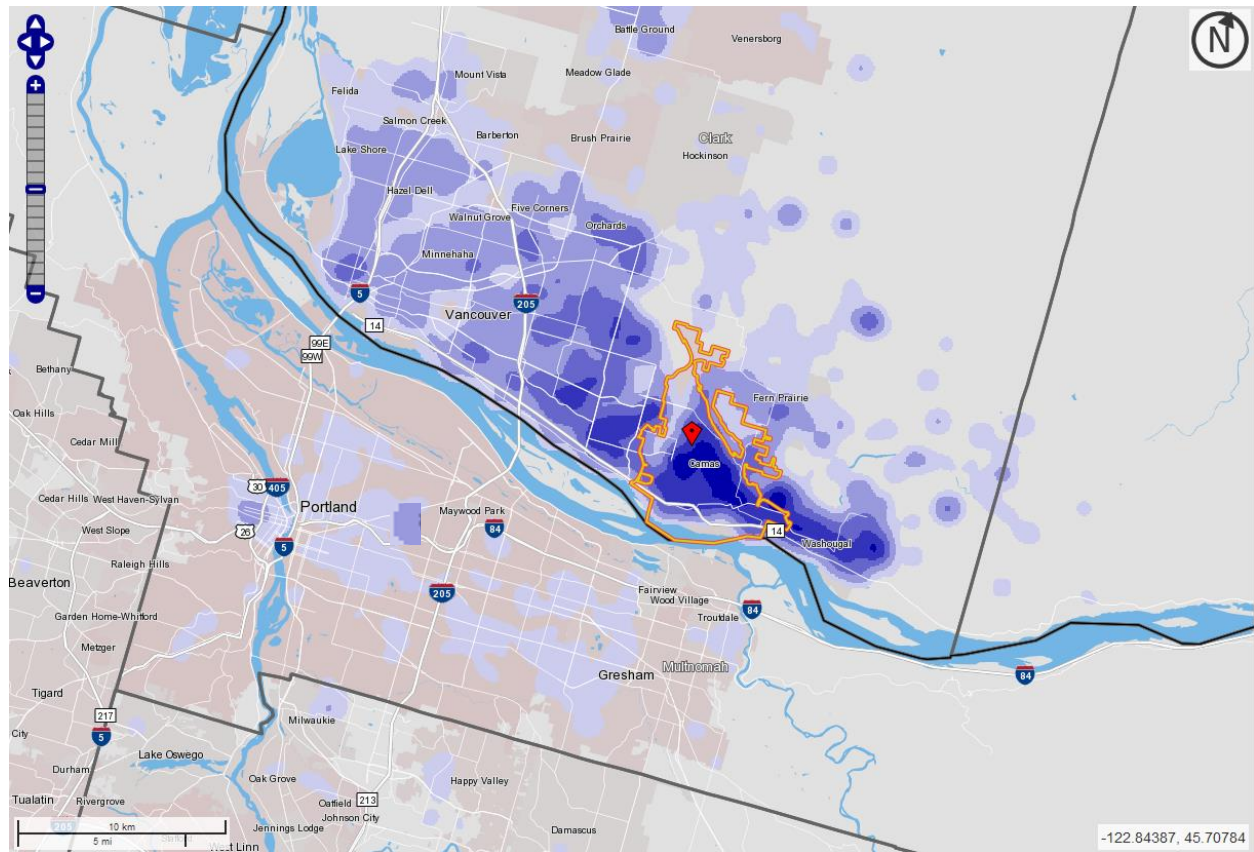 Battle Ground
Venersborg
N
Mount Vista
Meadow Glade
Felida
Salmon Creek
Barberton
Brush Prairie
Clark
Hockinson
Lake Shore
Hazel Dell
Walnut Grove
Five Corners
Orchards
Minnehaha
5
205
Vancouver
14
99E
99W
Bethany
Fern Prairie
Oak Hills
Cedar Mill
Camas
30
405
Cedar Hills
West Haven-Sylvan
Portland
Maywood Park
West Slope
26
84
14
Washougal
5
Raleigh Hills
Beaverton
205
Fairview
Wood Village
84
Troutdale
Garden Home-Whitford
Metzger
Multnomah
Gresham
84
Tigard
217
Milwaukie
City
5
Lake Oswego
Durham
Oak Grove
Happy Valley
Tualatin
Rivergrove
Oatfield
213
Johnson City
10 km
205
Jennings Lodge
Damascus
5 mi
West Linn
-122.84387, 45.70784